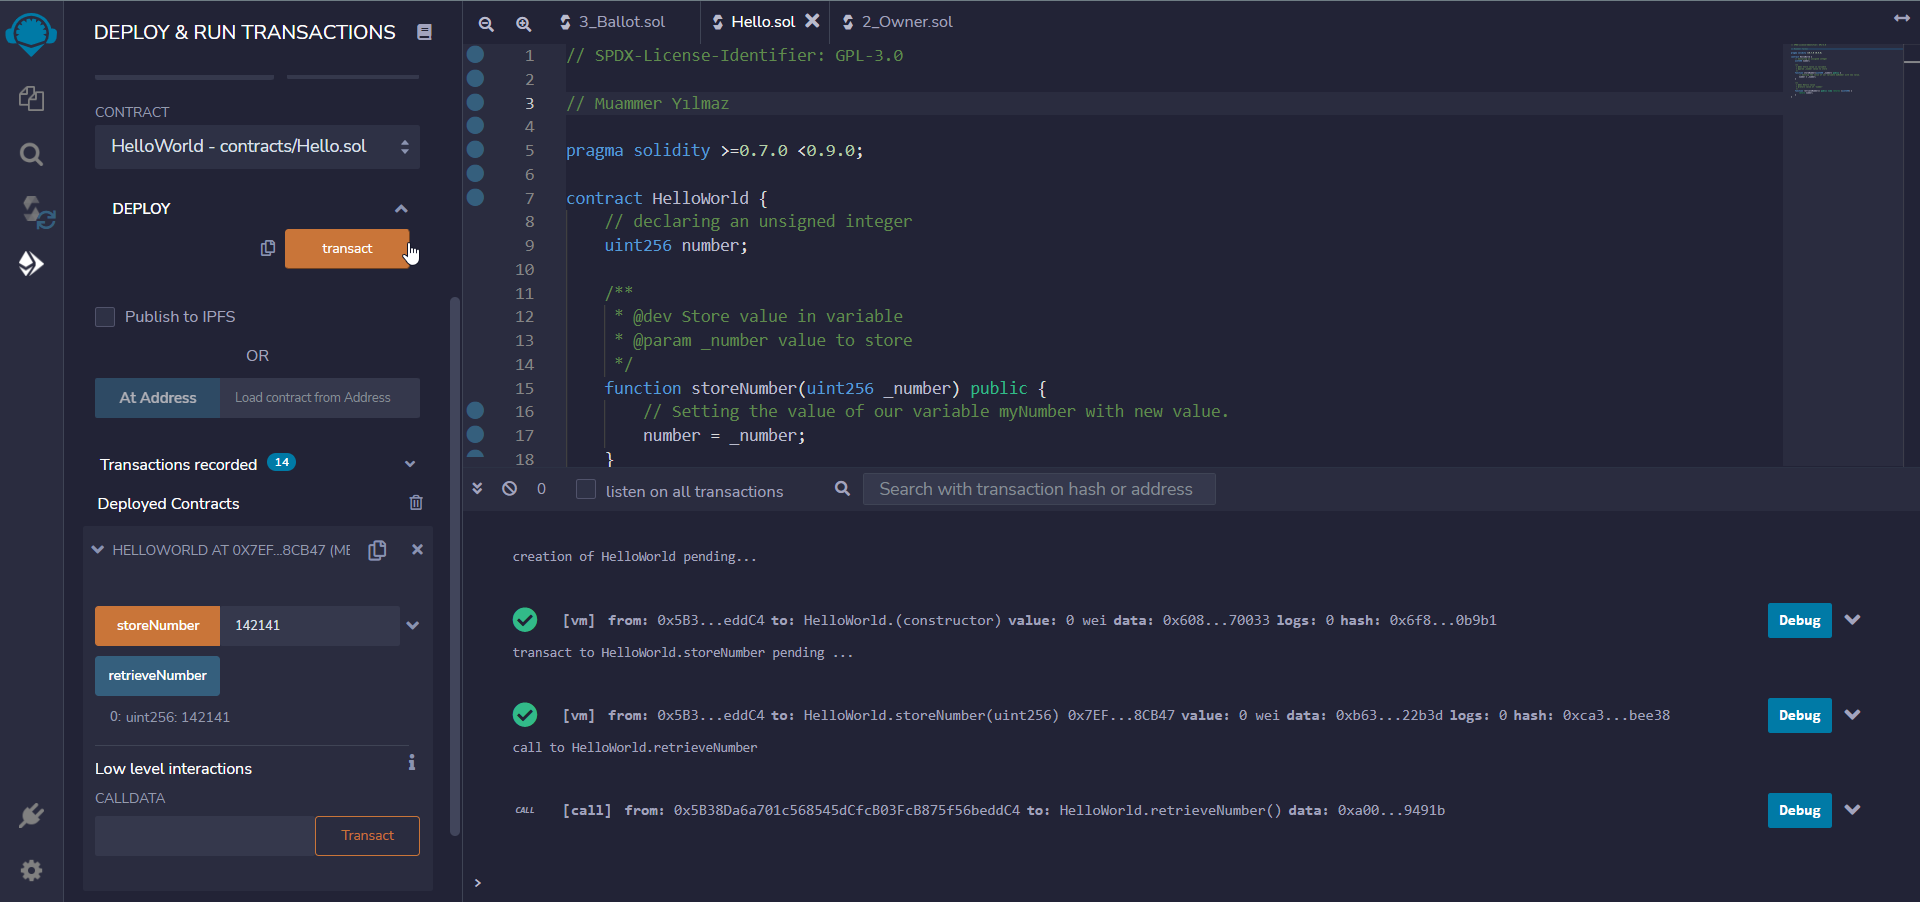 DEPLOY & RUN TRANSACTIONS
CONTRACT
HelloWorld - contracts/Hello.sol
DEPLOY
transact
Publish to IPFS
OR
At Address
Load contract from Address
Transactions recorded 14
Deployed Contracts
HELLOWORLD AT 0X7EF...8CB47 (ME
storeNumber
142141
retrieveNumber
0: uint256: 142141
Low level interactions
CALLDATA
Transact
3_Ballot.sol
Hello.sol
2_Owner.sol
1 // SPDX-License-Identifier: GPL-3.0
2
3 // Muammer Yılmaz
4
5 pragma solidity >=0.7.0 <0.9.0;
6
7 contract HelloWorld {
8 // declaring an unsigned integer
9 uint256 number;
10
11 /**
12 * @dev Store value in variable
13 * @param _number value to store
14 */
15 function storeNumber(uint256 _number) public {
16 // Setting the value of our variable myNumber with new value.
17 number = _number;
18 }
0
listen on all transactions
Search with transaction hash or address
creation of HelloWorld pending...
[vm] from: 0x5B3...eddC4 to: HelloWorld.(constructor) value: 0 wei data: 0x608...70033 logs: 0 hash: 0x6f8...0b9b1
Debug
transact to HelloWorld.storeNumber pending ...
[vm] from: 0x5B3...eddC4 to: HelloWorld.storeNumber(uint256) 0x7EF...8CB47 value: 0 wei data: 0xb63...22b3d logs: 0 hash: 0xca3...bee38
Debug
call to HelloWorld.retrieveNumber
CALL
[call] from: 0x5B38Da6a701c568545dCfcB03FcB875f56beddC4 to: HelloWorld.retrieveNumber() data: 0xa00...9491b
Debug
>